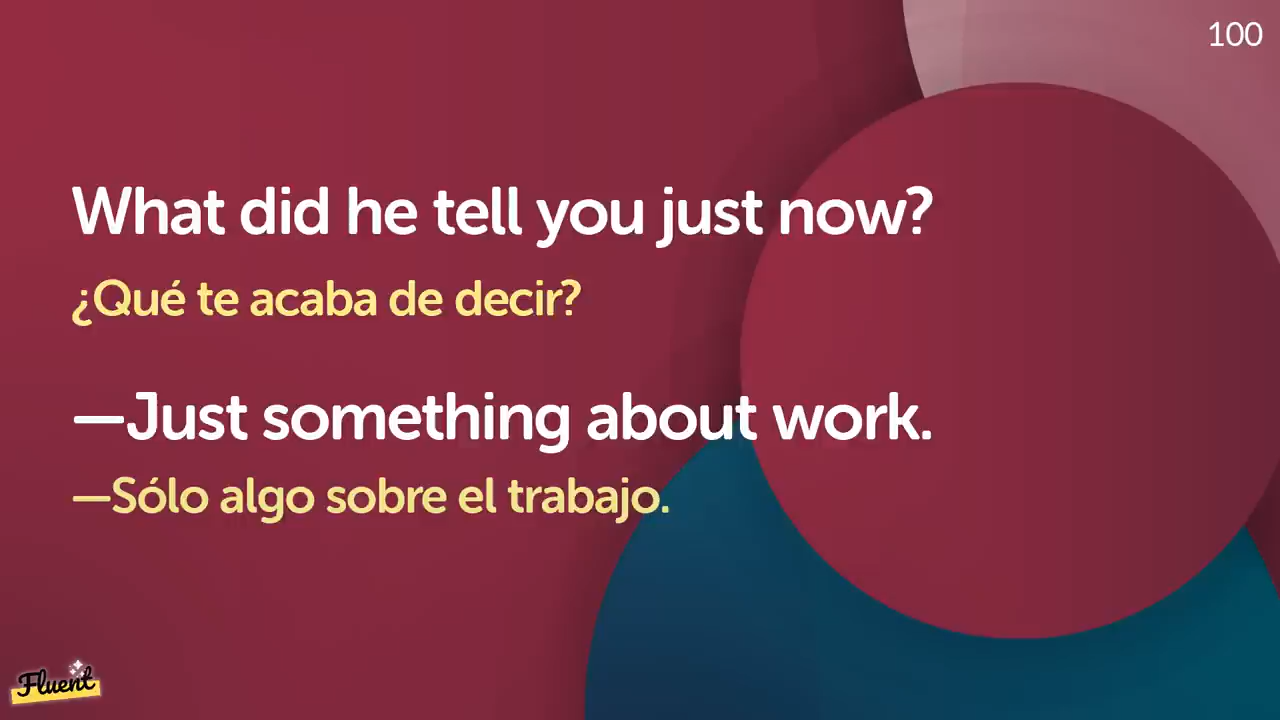 100
What did he tell you just now?
¿Qué te acaba de decir?
—Just something about work.
—Sólo algo sobre el trabajo.
Fluent